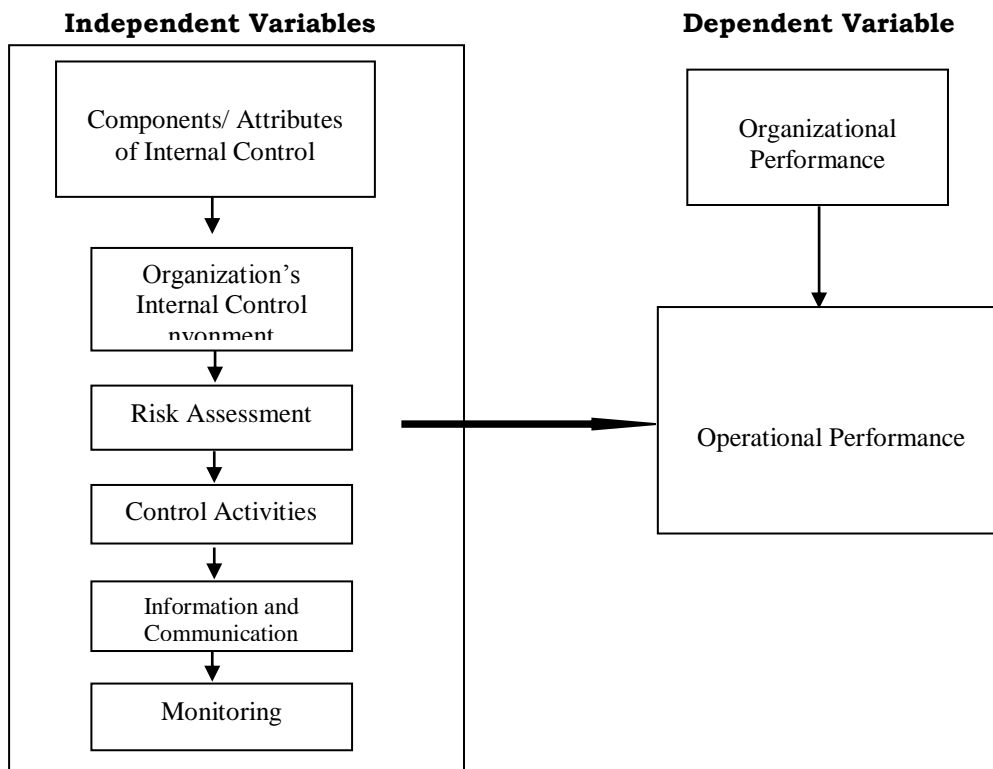 Independent Variables
Components/ Attributes
of Internal Control
Organization’s
Internal Control
nyonment
Risk Assessment
Control Activities
Information and
Communication
Monitoring
Dependent Variable
Organizational
Performance
Operational Performance